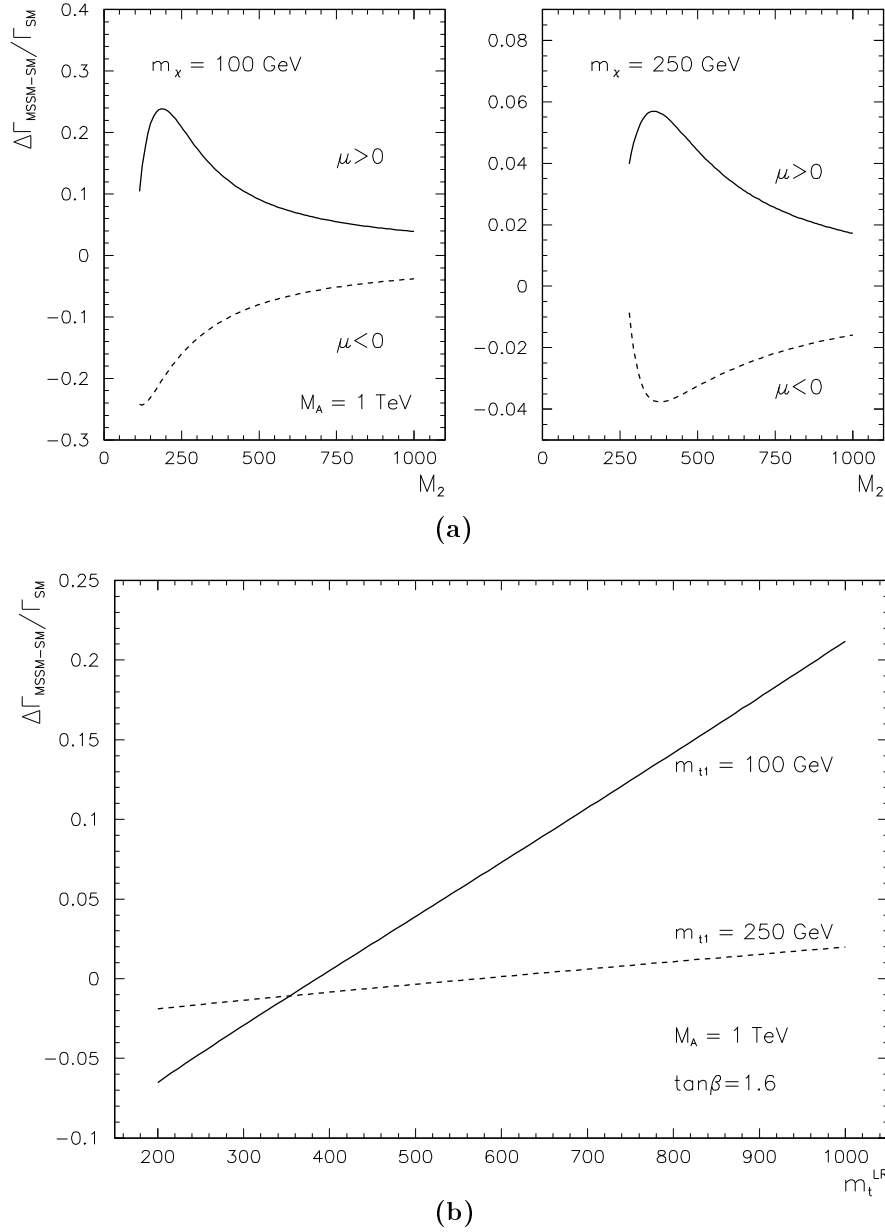 ΔΓ_MSSM−SM/Γ_SM
0.4
0.3
0.2
0.1
0
−0.1
−0.2
−0.3
m_χ = 100 GeV
μ>0
μ<0
M_A = 1 TeV
0 250 500 750 1000
M_2
0.08
0.06
0.04
0.02
0
−0.02
−0.04
m_χ = 250 GeV
μ>0
μ<0
0 250 500 750 1000
M_2
(a)
ΔΓ_MSSM−SM/Γ_SM
0.25
0.2
0.15
0.1
0.05
0
−0.05
−0.1
m_t1 = 100 GeV
m_t1 = 250 GeV
M_A = 1 TeV
tanβ=1.6
200 300 400 500 600 700 800 900 1000
m_t^LR
(b)